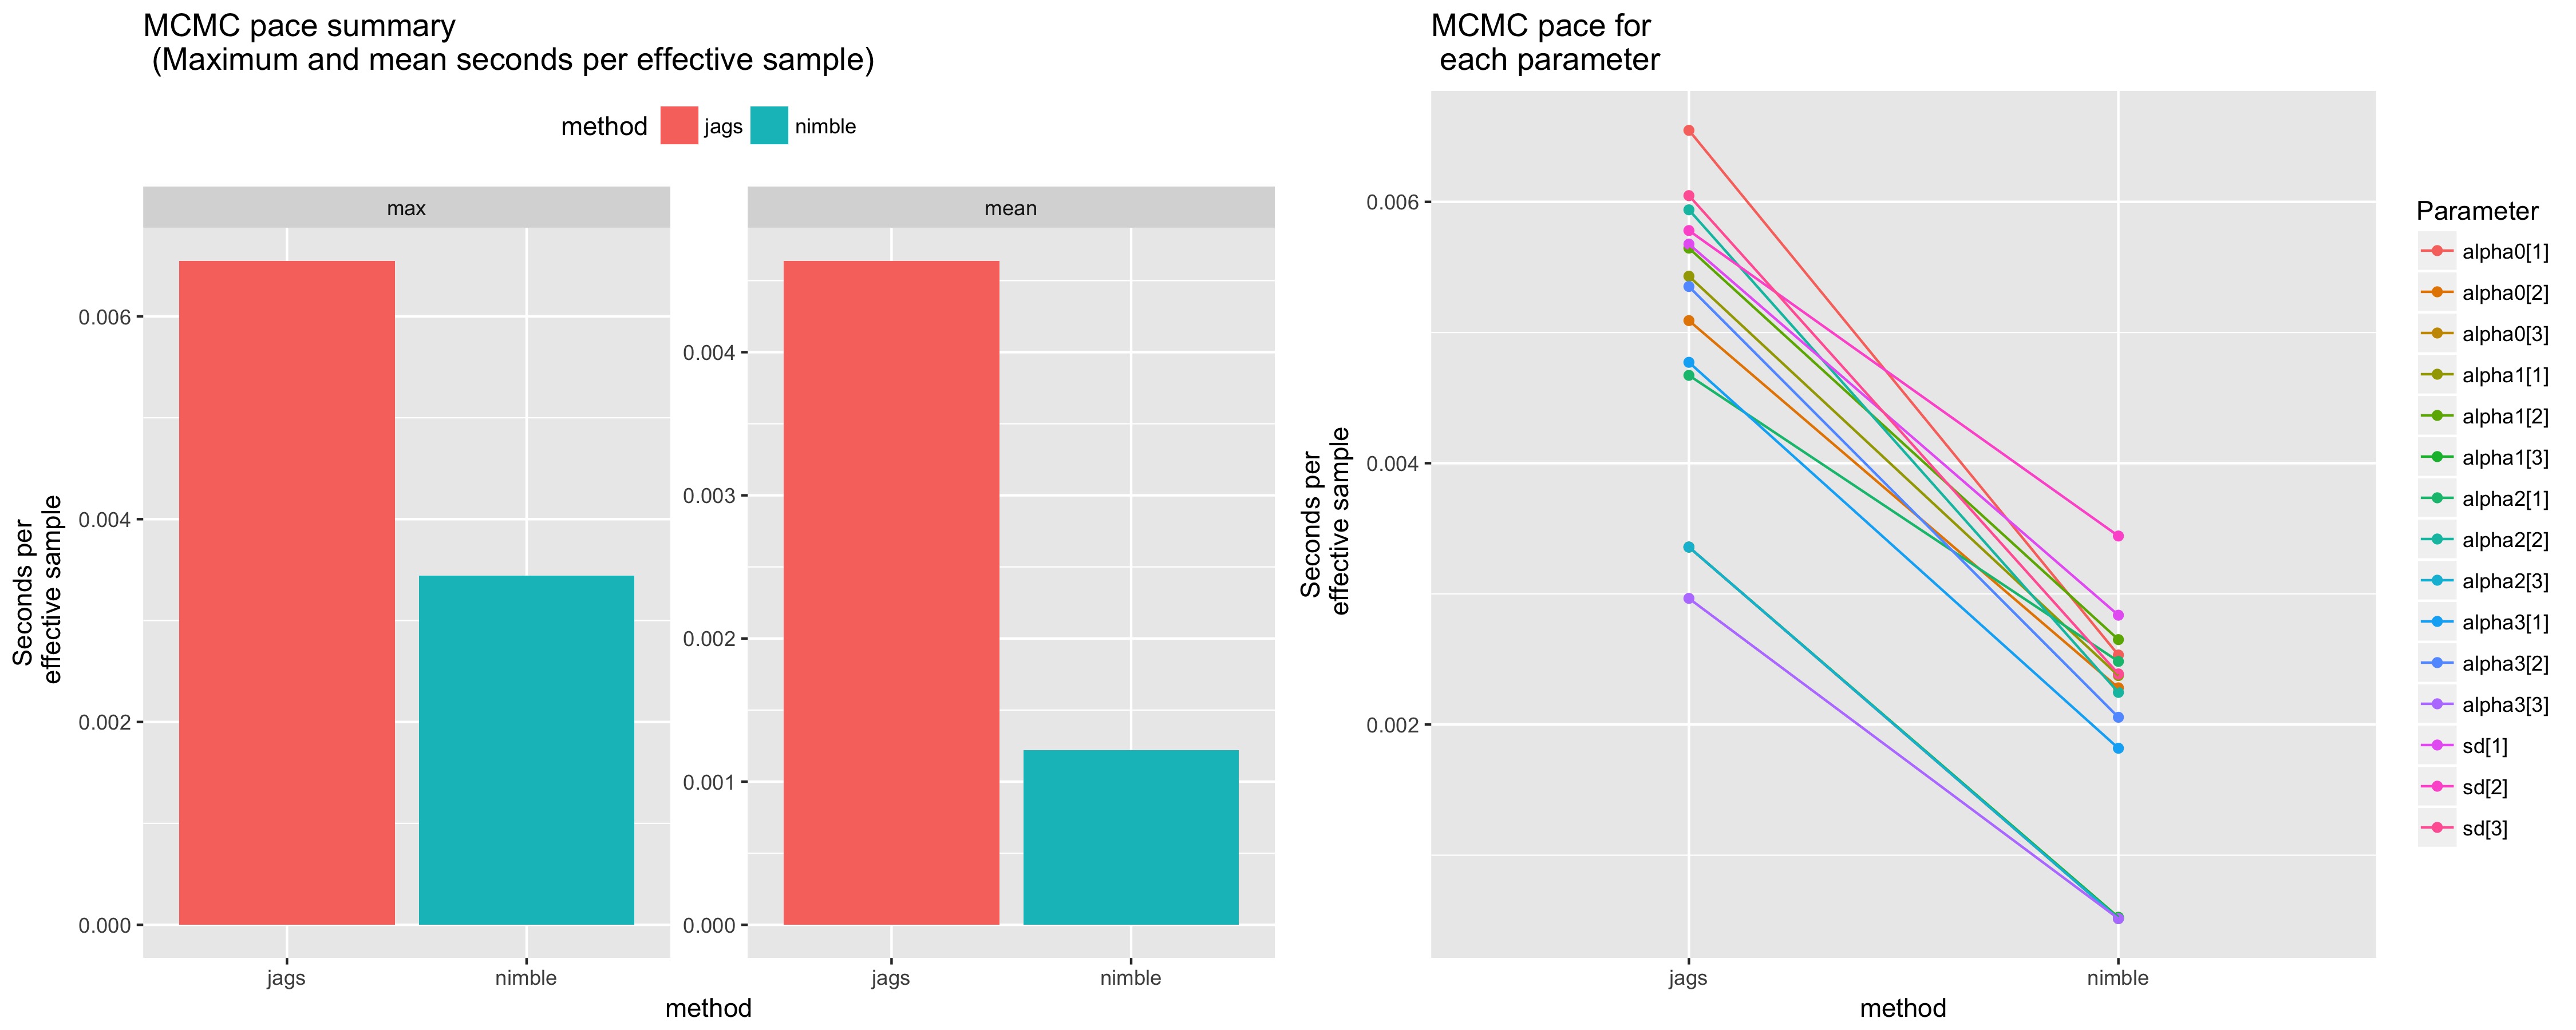 MCMC pace summary
(Maximum and mean seconds per effective sample)
method jags nimble
max
mean
Seconds per
effective sample
0.006
0.004
0.002
0.000
0.004
0.003
0.002
0.001
0.000
jags nimble
jags nimble
method
MCMC pace for
each parameter
Seconds per
effective sample
0.006
0.004
0.002
jags nimble
method
Parameter
alpha0[1]
alpha0[2]
alpha0[3]
alpha1[1]
alpha1[2]
alpha1[3]
alpha2[1]
alpha2[2]
alpha2[3]
alpha3[1]
alpha3[2]
alpha3[3]
sd[1]
sd[2]
sd[3]